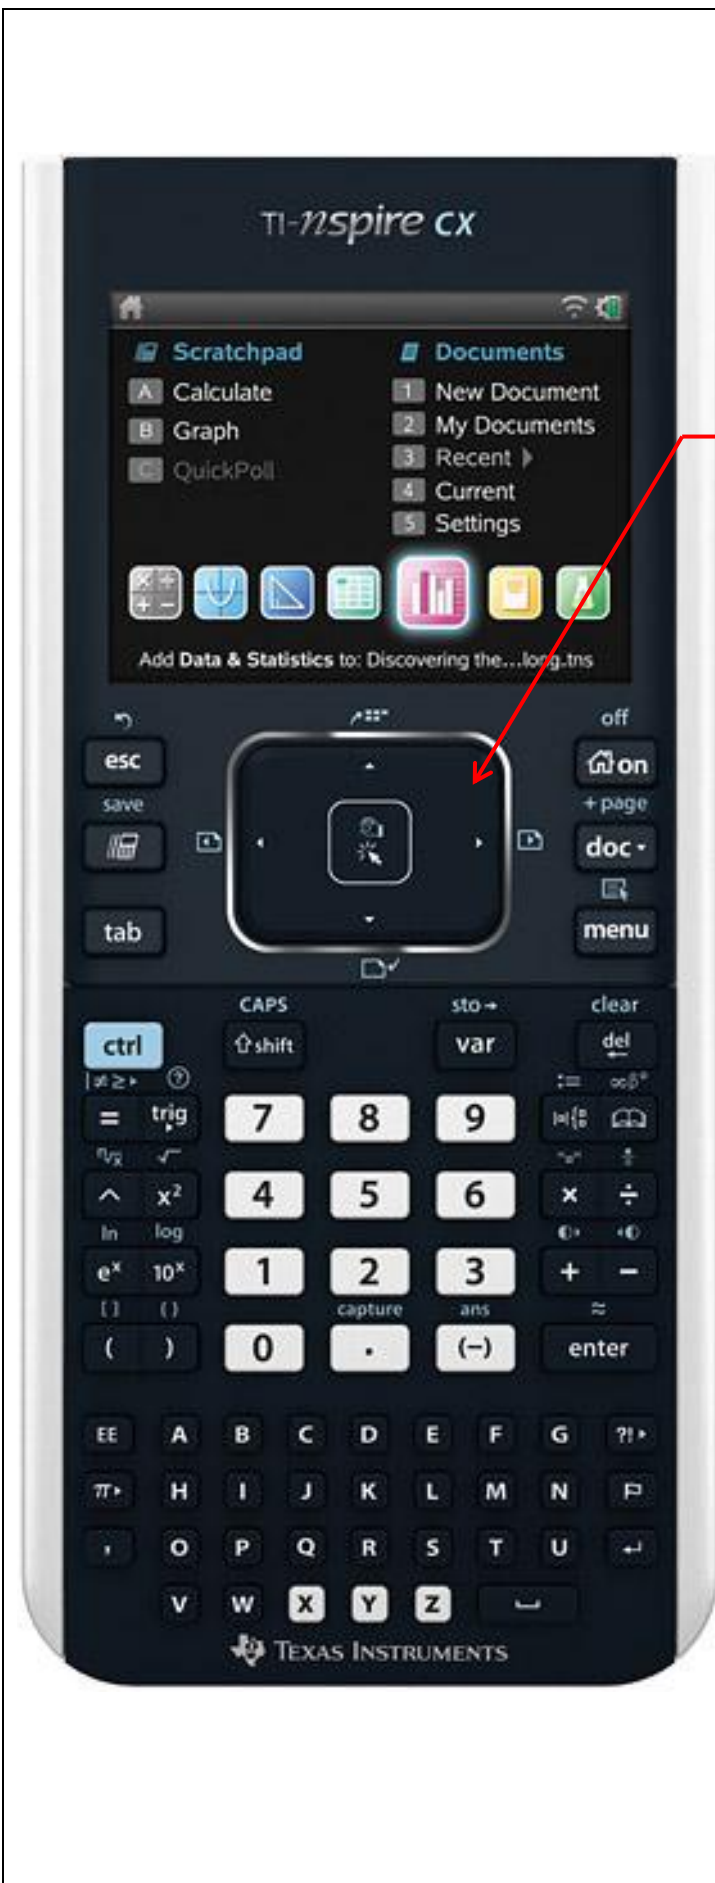 TI-nspire CX
Scratchpad
A Calculate
B Graph
C QuickPoll
Documents
1 New Document
2 My Documents
3 Recent
4 Current
5 Settings
Add Data & Statistics to: Discovering the...long.tns
off
esc
on
save
+ page
doc
tab
menu
CAPS sto→ clear
ctrl shift var del
|≠≥▸ ? := ∞β°
= trig 7 8 9 |▫|{
ⁿ√x √ "▫"
^ x² 4 5 6 × ÷
ln log
eˣ 10ˣ 1 2 3 + −
[ ] { } capture ans ≈
( ) 0 . (−) enter
EE A B C D E F G ?!▸
π▸ H I J K L M N
, O P Q R S T U ↵
V W X Y Z
TEXAS INSTRUMENTS